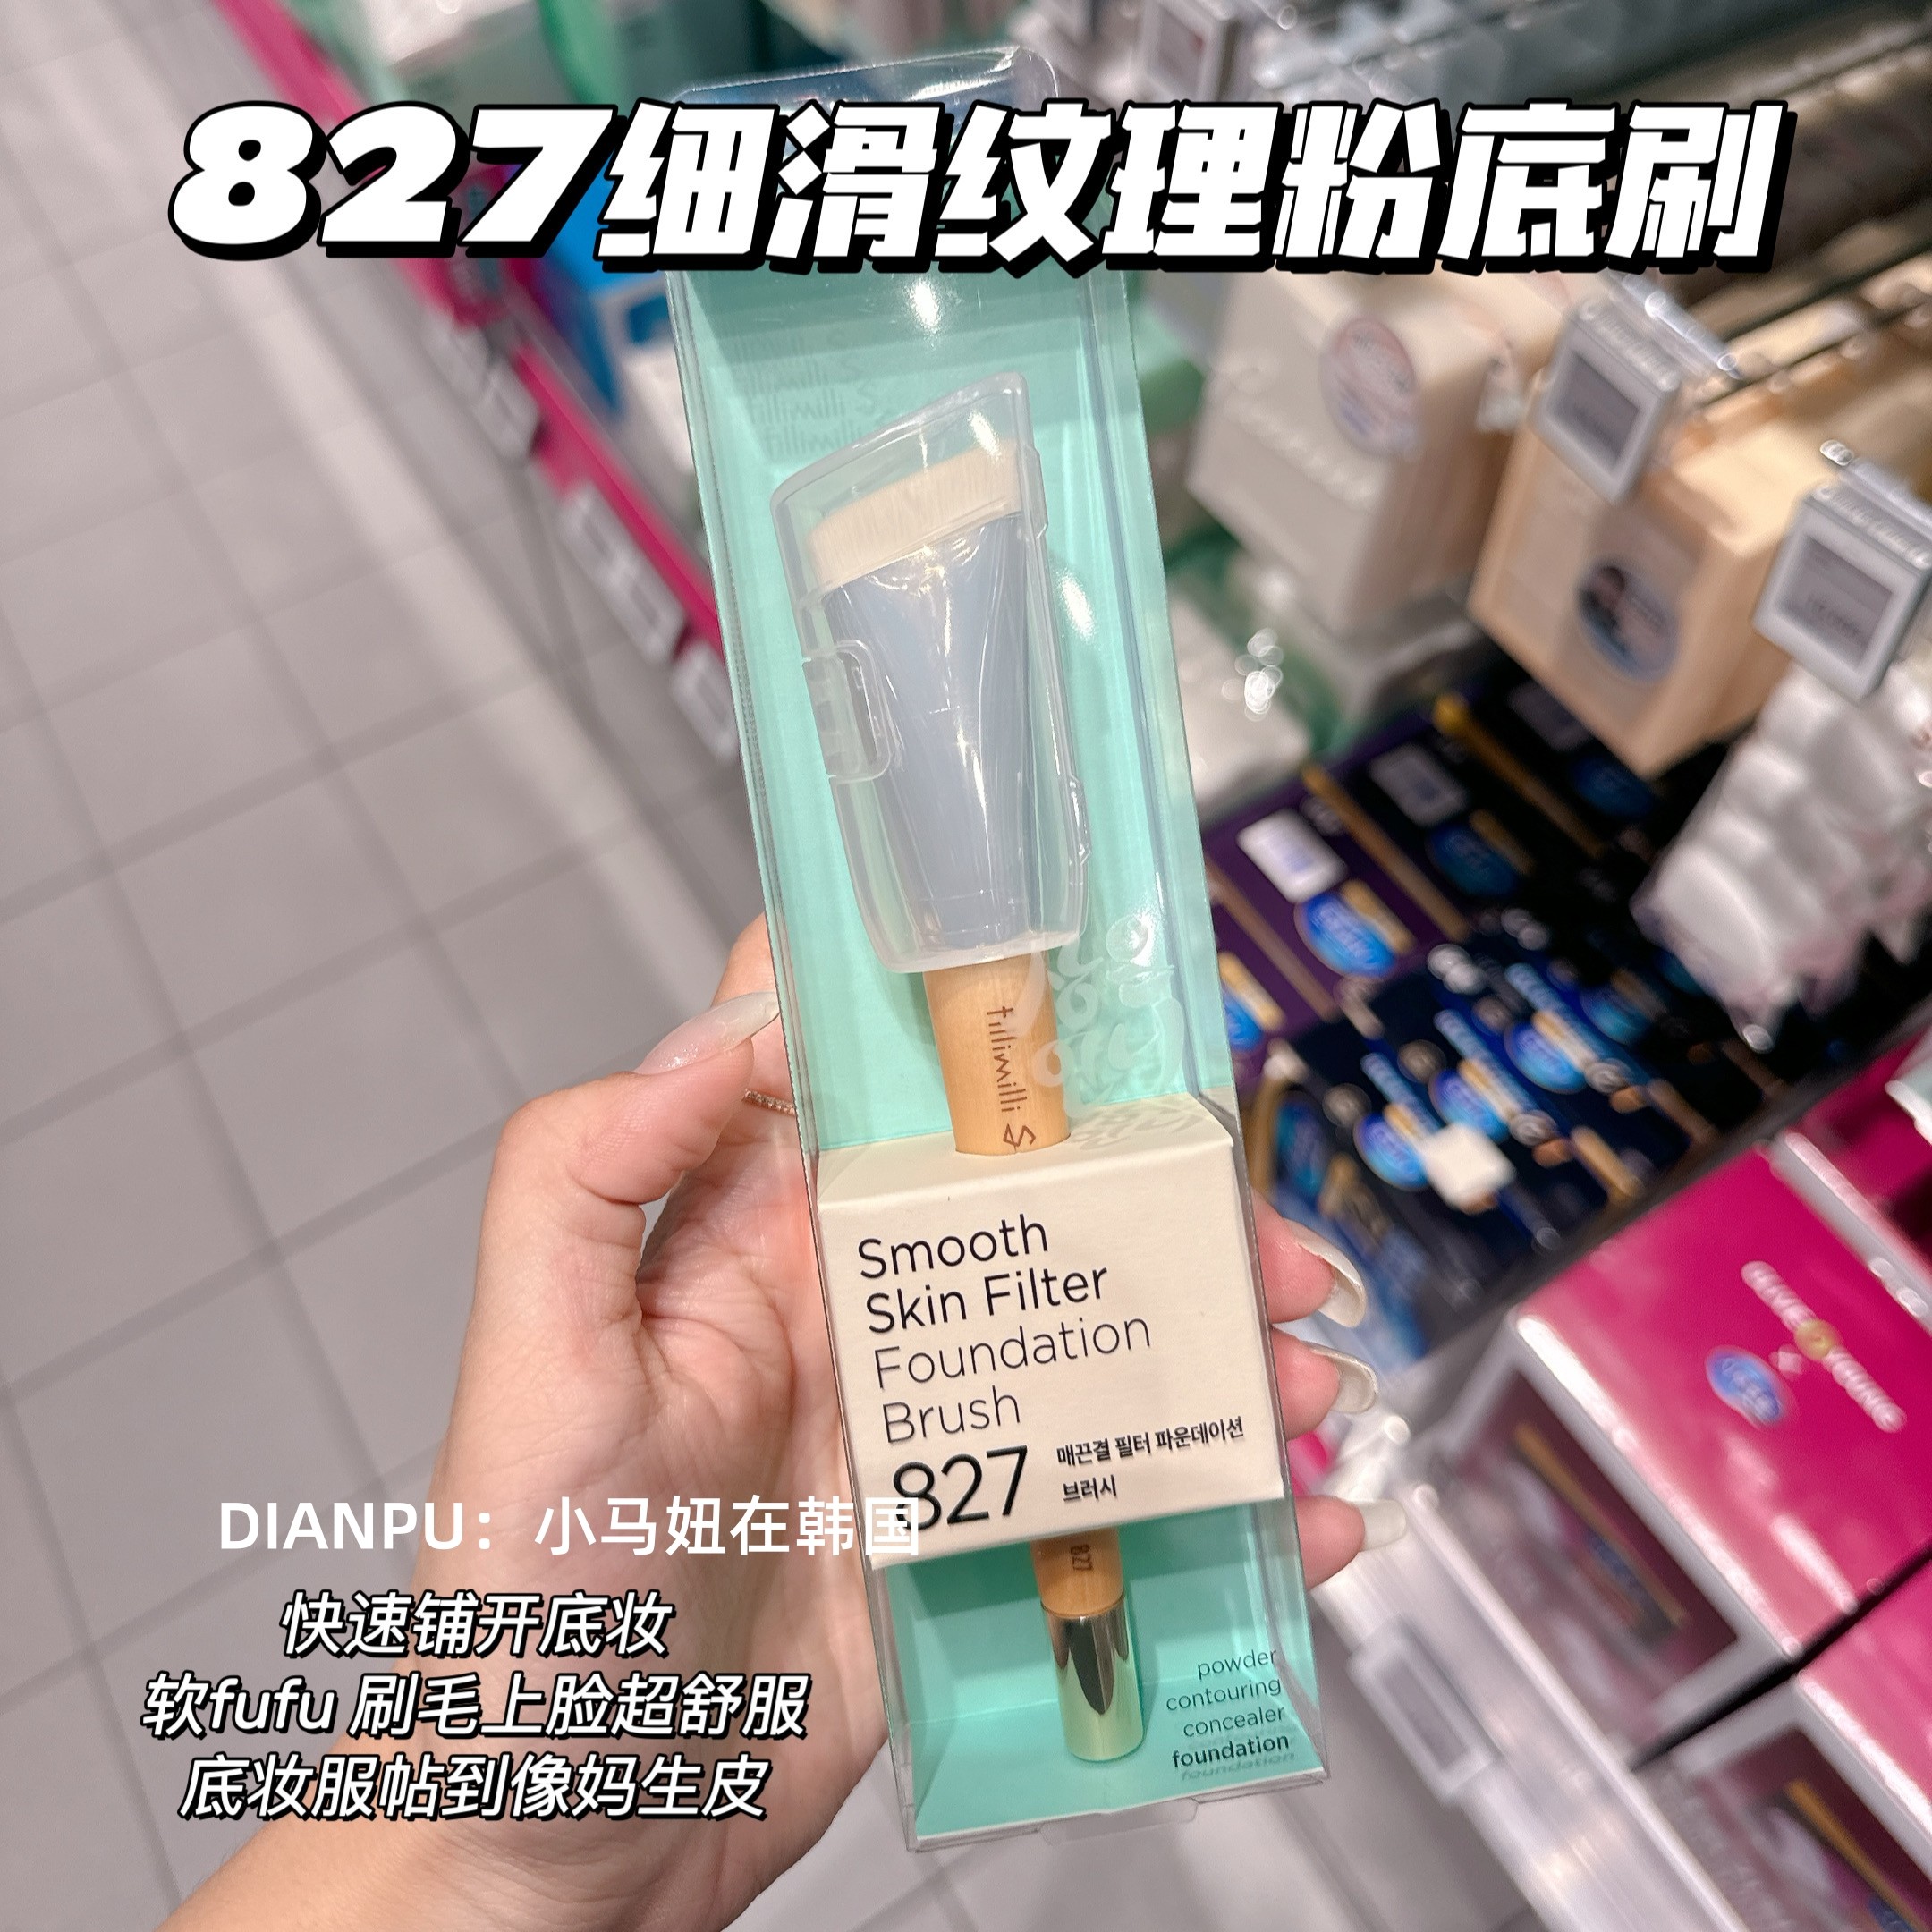 827细滑纹理粉底刷
fillimilli
Smooth
Skin Filter
Foundation
Brush
827
매끈결 필터 파운데이션
브러시
DIANPU：小马妞在韩国
827
快速铺开底妆
软fufu 刷毛上脸超舒服
底妆服帖到像妈生皮
powder
contouring
concealer
foundation
OLIVE YOUNG